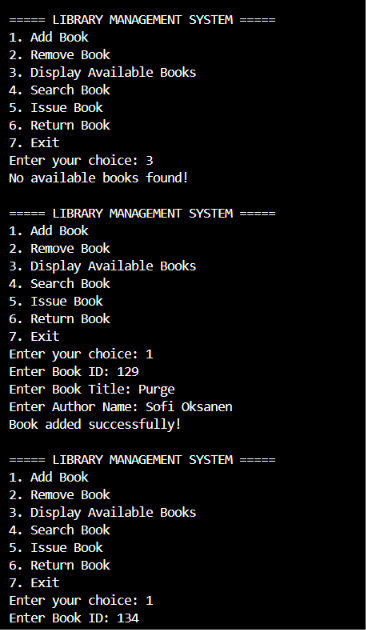 ===== LIBRARY MANAGEMENT SYSTEM =====
1. Add Book
2. Remove Book
3. Display Available Books
4. Search Book
5. Issue Book
6. Return Book
7. Exit
Enter your choice: 3
No available books found!
===== LIBRARY MANAGEMENT SYSTEM =====
1. Add Book
2. Remove Book
3. Display Available Books
4. Search Book
5. Issue Book
6. Return Book
7. Exit
Enter your choice: 1
Enter Book ID: 129
Enter Book Title: Purge
Enter Author Name: Sofi Oksanen
Book added successfully!
===== LIBRARY MANAGEMENT SYSTEM =====
1. Add Book
2. Remove Book
3. Display Available Books
4. Search Book
5. Issue Book
6. Return Book
7. Exit
Enter your choice: 1
Enter Book ID: 134